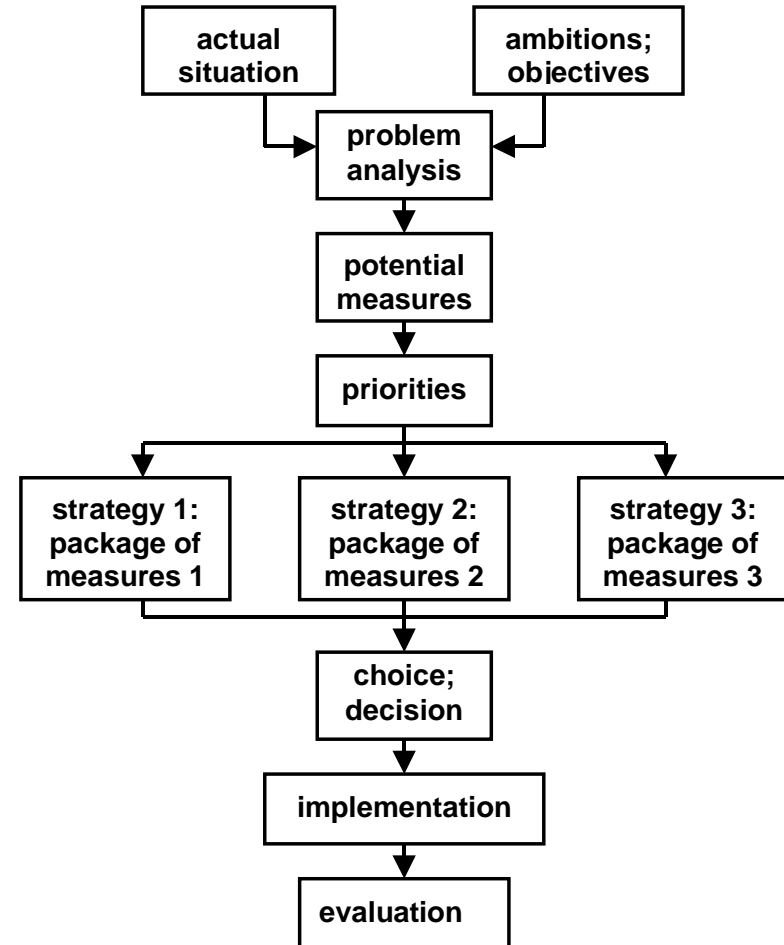 actual
situation
ambitions;
objectives
problem
analysis
potential
measures
priorities
strategy 1:
package of
measures 1
strategy 2:
package of
measures 2
strategy 3:
package of
measures 3
choice;
decision
implementation
evaluation